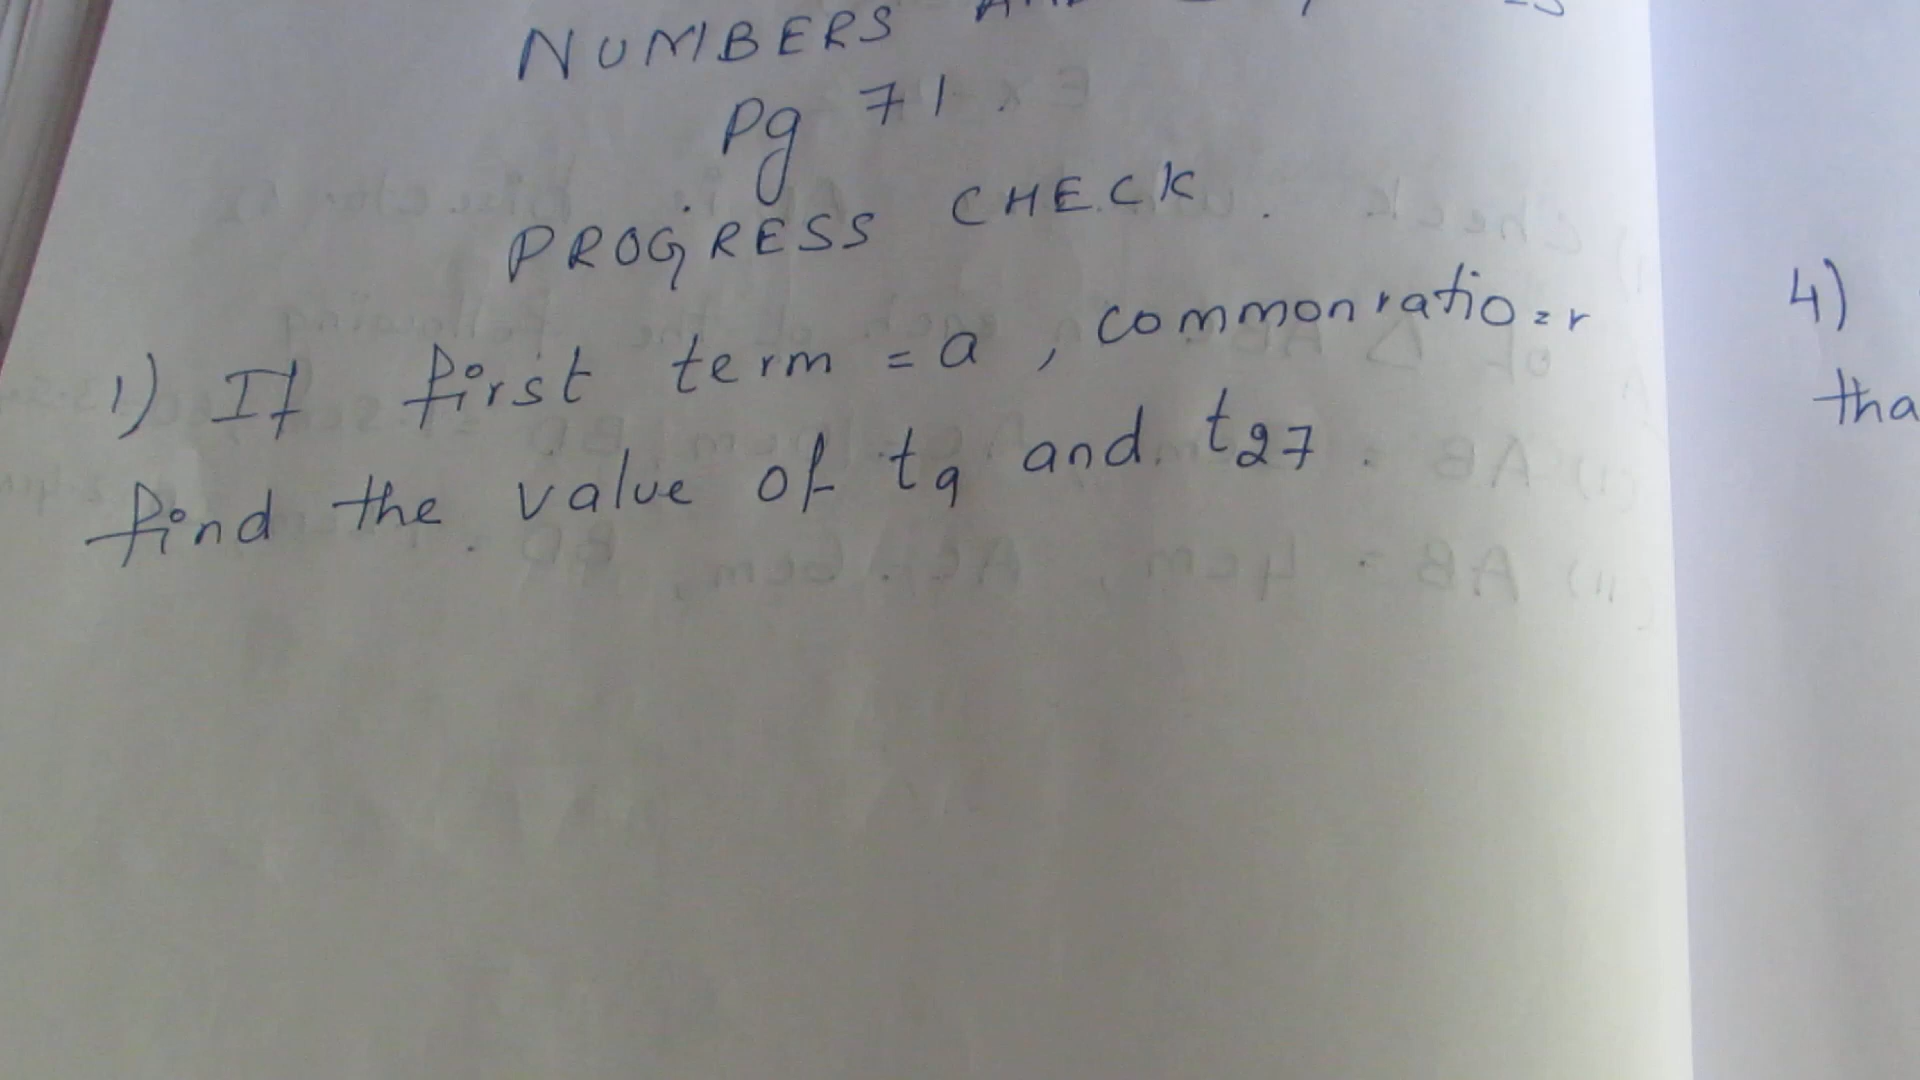 NUMBERS
Pg 71.
PROGRESS CHECK.
1) If first term = a, common ratio = r
find the value of t9 and t27.
4)
tha